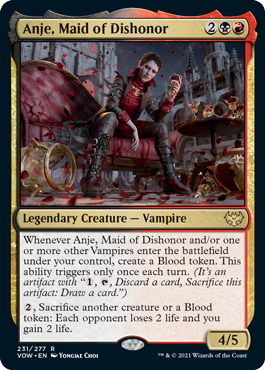 Anje, Maid of Dishonor 2
Legendary Creature — Vampire
Whenever Anje, Maid of Dishonor and/or one
or more other Vampires enter the battlefield
under your control, create a Blood token. This
ability triggers only once each turn. (It's an
artifact with “1, , Discard a card, Sacrifice this
artifact: Draw a card.”)
2, Sacrifice another creature or a Blood
token: Each opponent loses 2 life and you
gain 2 life.
4/5
231/277 R
VOW • EN YONGJAE CHOI
™ & © 2021 Wizards of the Coast